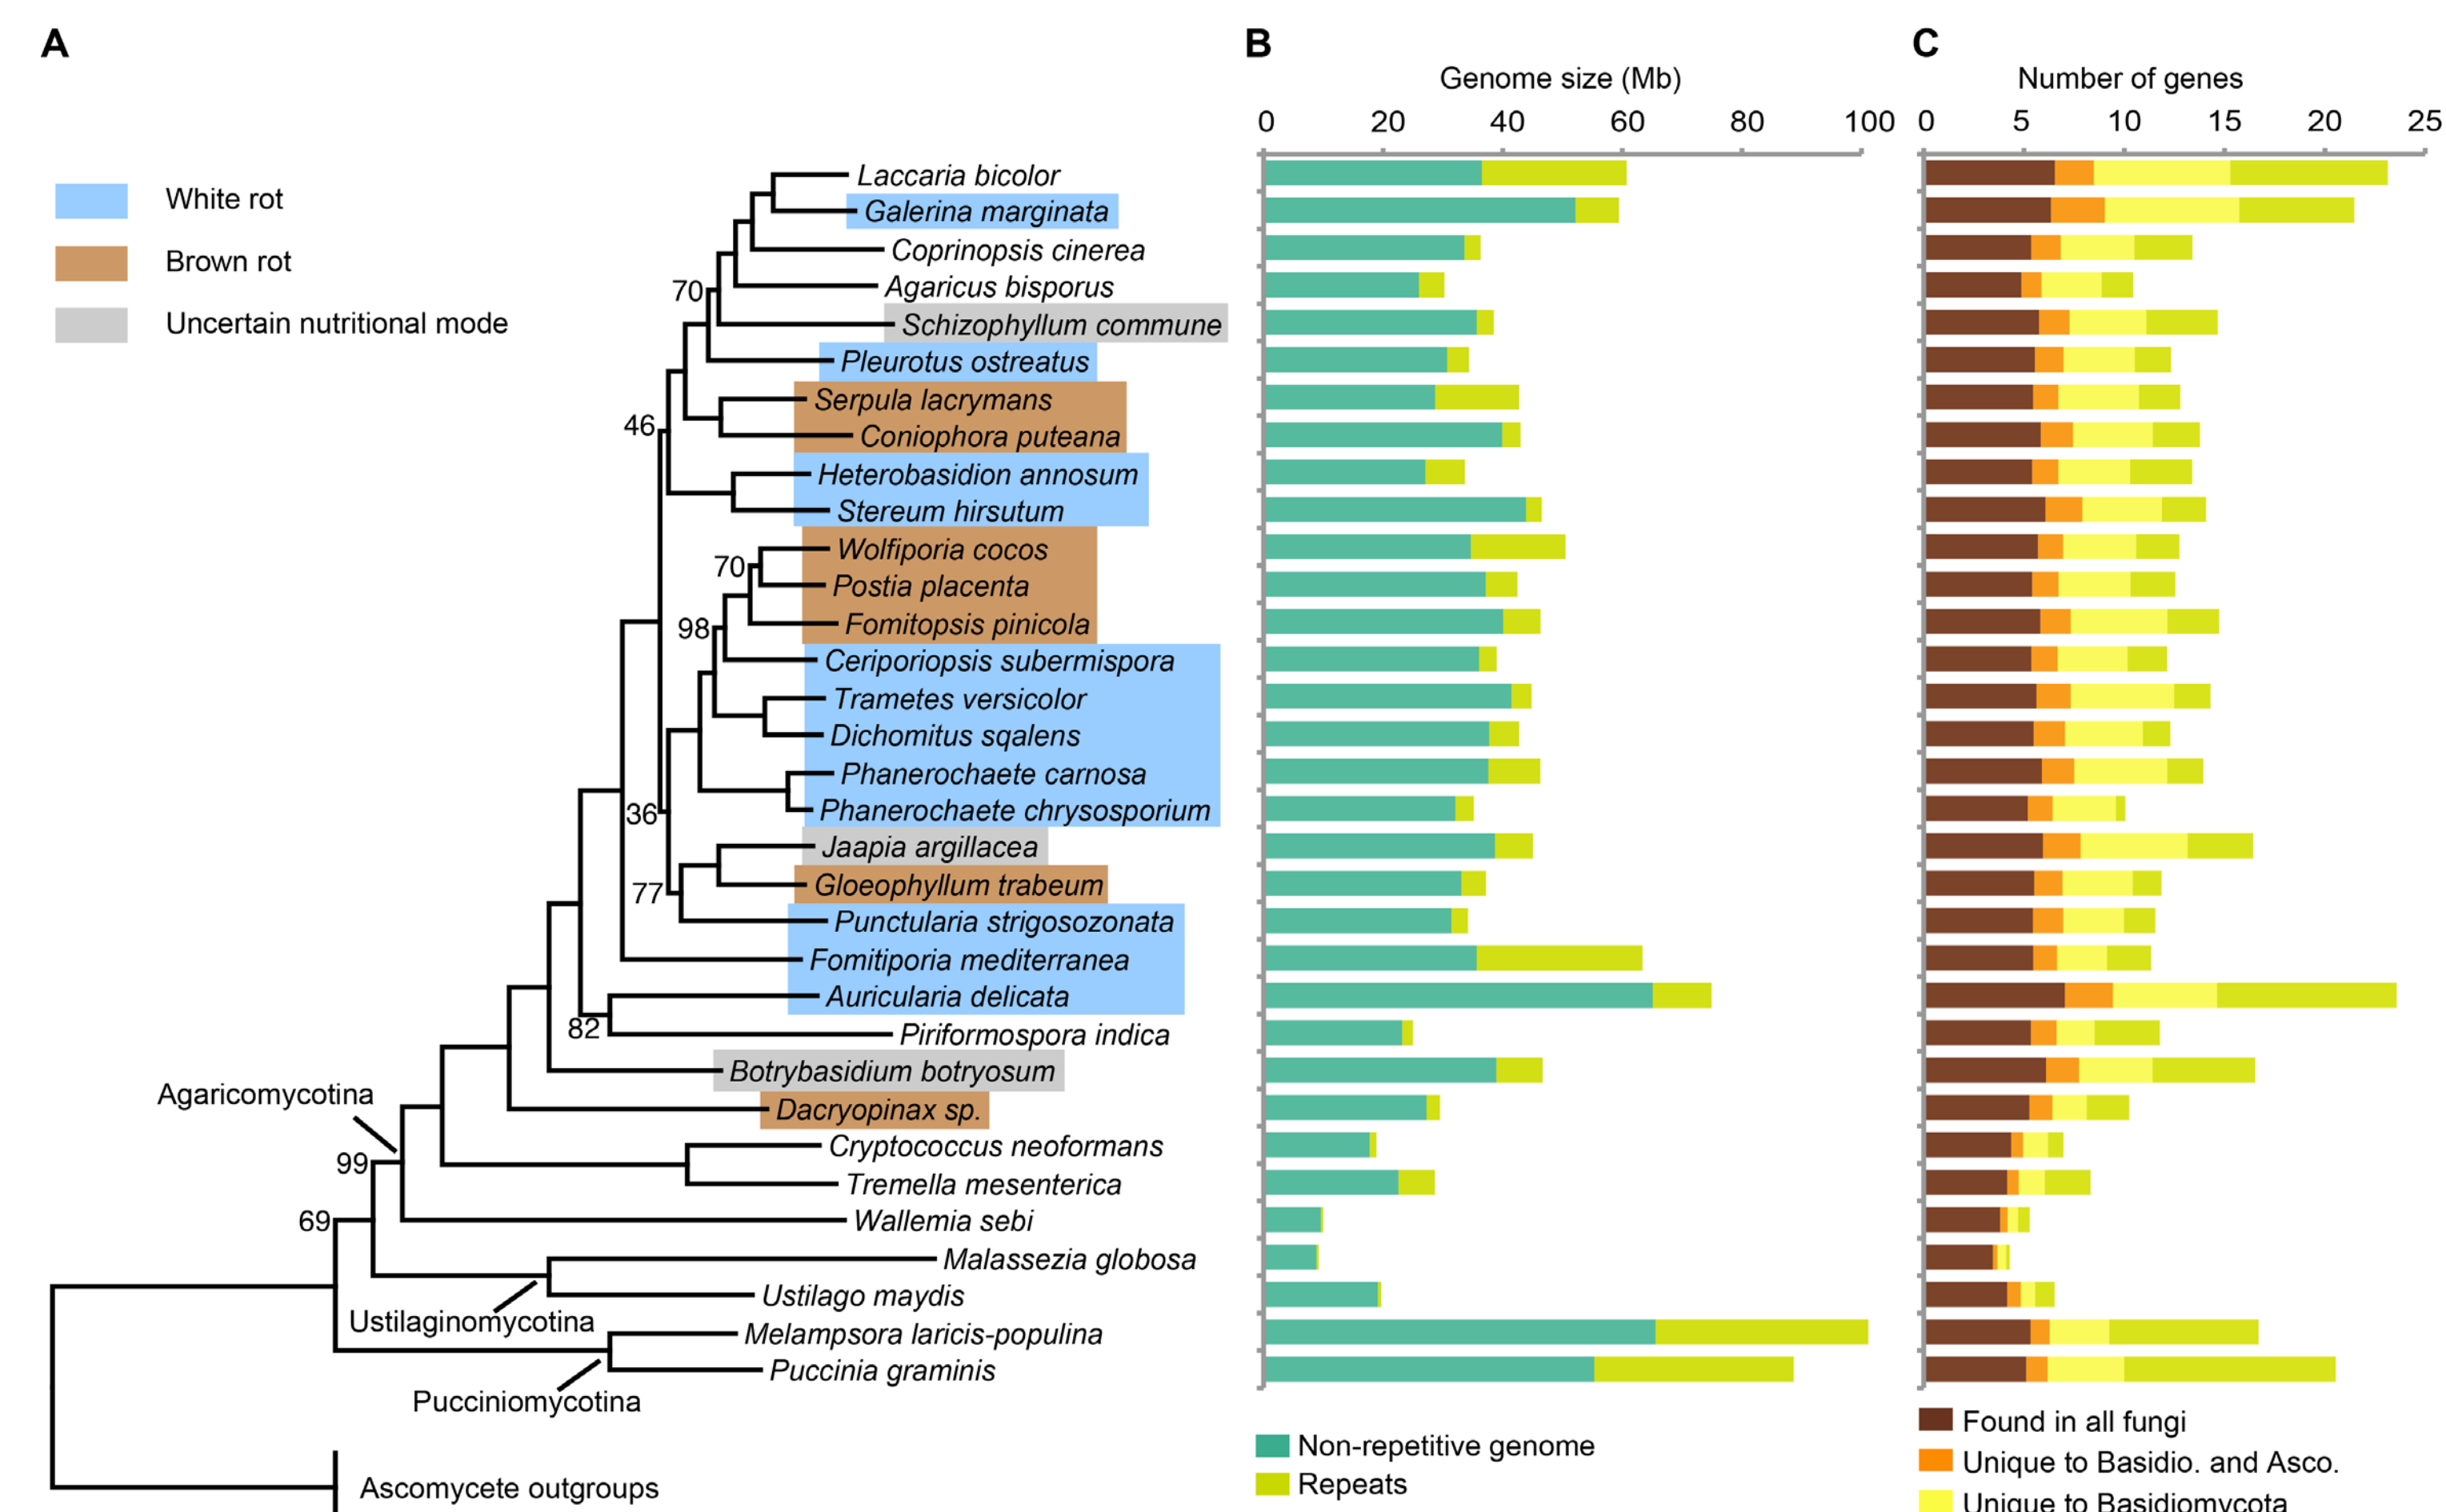 A
B
C
Genome size (Mb)
Number of genes
0 20 40 60 80 100
0 5 10 15 20 25
White rot
Brown rot
Uncertain nutritional mode
Laccaria bicolor
Galerina marginata
Coprinopsis cinerea
Agaricus bisporus
70
Schizophyllum commune
Pleurotus ostreatus
Serpula lacrymans
46
Coniophora puteana
Heterobasidion annosum
Stereum hirsutum
Wolfiporia cocos
70
Postia placenta
Fomitopsis pinicola
98
Ceriporiopsis subermispora
Trametes versicolor
Dichomitus sqalens
Phanerochaete carnosa
Phanerochaete chrysosporium
36
Jaapia argillacea
Gloeophyllum trabeum
77
Punctularia strigosozonata
Fomitiporia mediterranea
Auricularia delicata
82
Piriformospora indica
Botrybasidium botryosum
Agaricomycotina
Dacryopinax sp.
Cryptococcus neoformans
99
Tremella mesenterica
69
Wallemia sebi
Malassezia globosa
Ustilago maydis
Ustilaginomycotina
Melampsora laricis-populina
Puccinia graminis
Pucciniomycotina
Ascomycete outgroups
Non-repetitive genome
Repeats
Found in all fungi
Unique to Basidio. and Asco.
Unique to Basidiomycota